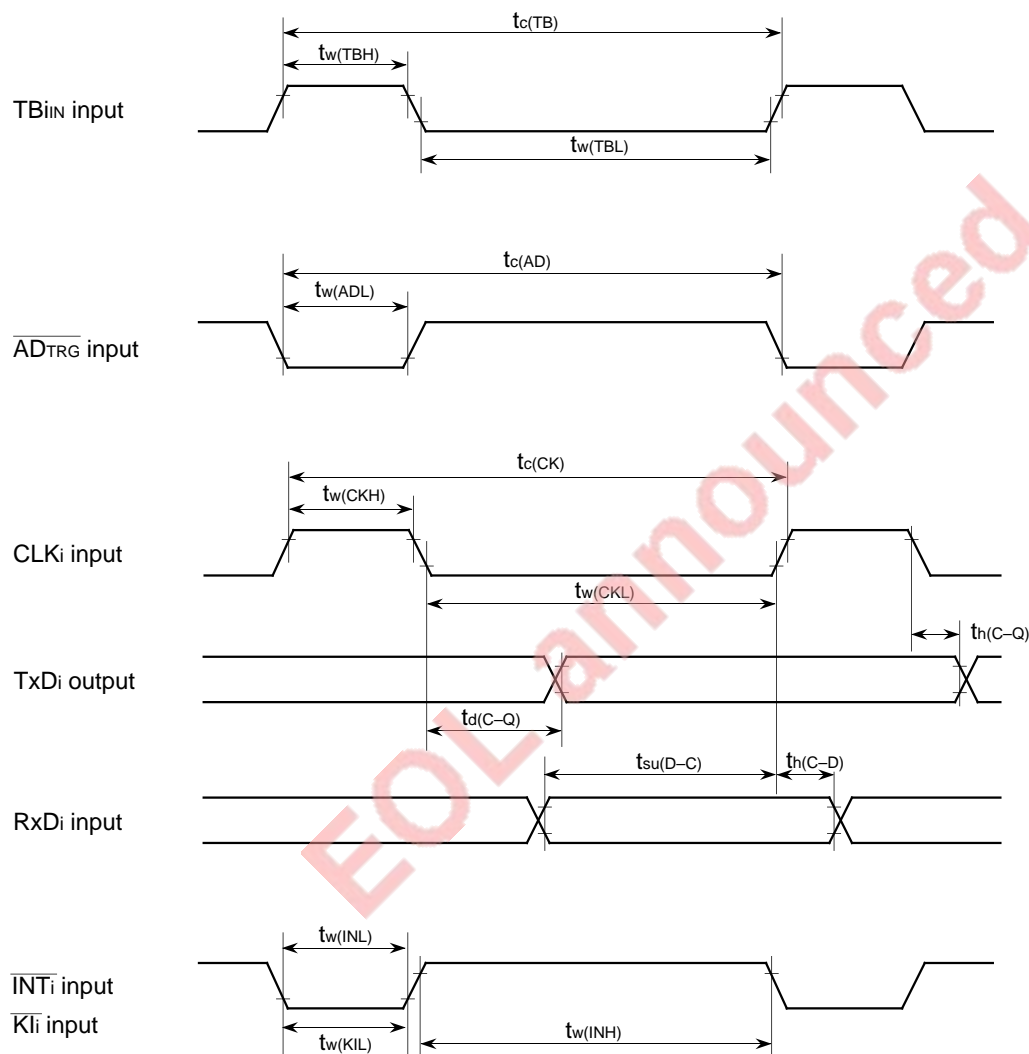 tc(TB)
tw(TBH)
TBiIN input
tw(TBL)
tc(AD)
tw(ADL)
ADTRG input
tc(CK)
tw(CKH)
CLKi input
tw(CKL)
th(C–Q)
TxDi output
td(C–Q)
tsu(D–C)
th(C–D)
RxDi input
tw(INL)
INTi input
KIi input
tw(KIL)
tw(INH)
EOL announced